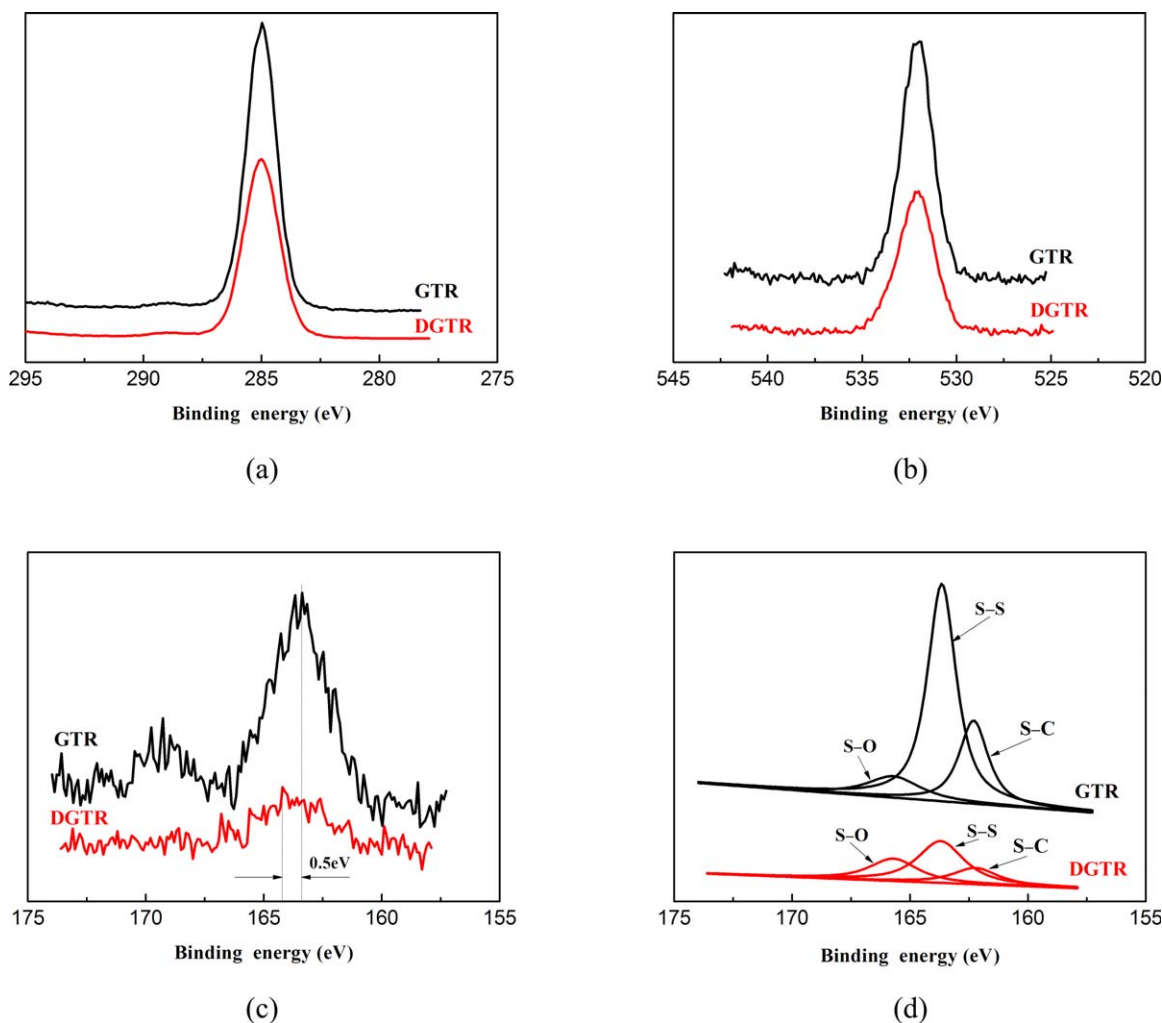 GTR
DGTR
295 290 285 280 275
Binding energy (eV)
(a)
GTR
DGTR
545 540 535 530 525 520
Binding energy (eV)
(b)
GTR
DGTR
0.5eV
175 170 165 160 155
Binding energy (eV)
(c)
S–S
S–C
S–O
GTR
S–S
S–O
S–C
DGTR
175 170 165 160 155
Binding energy (eV)
(d)